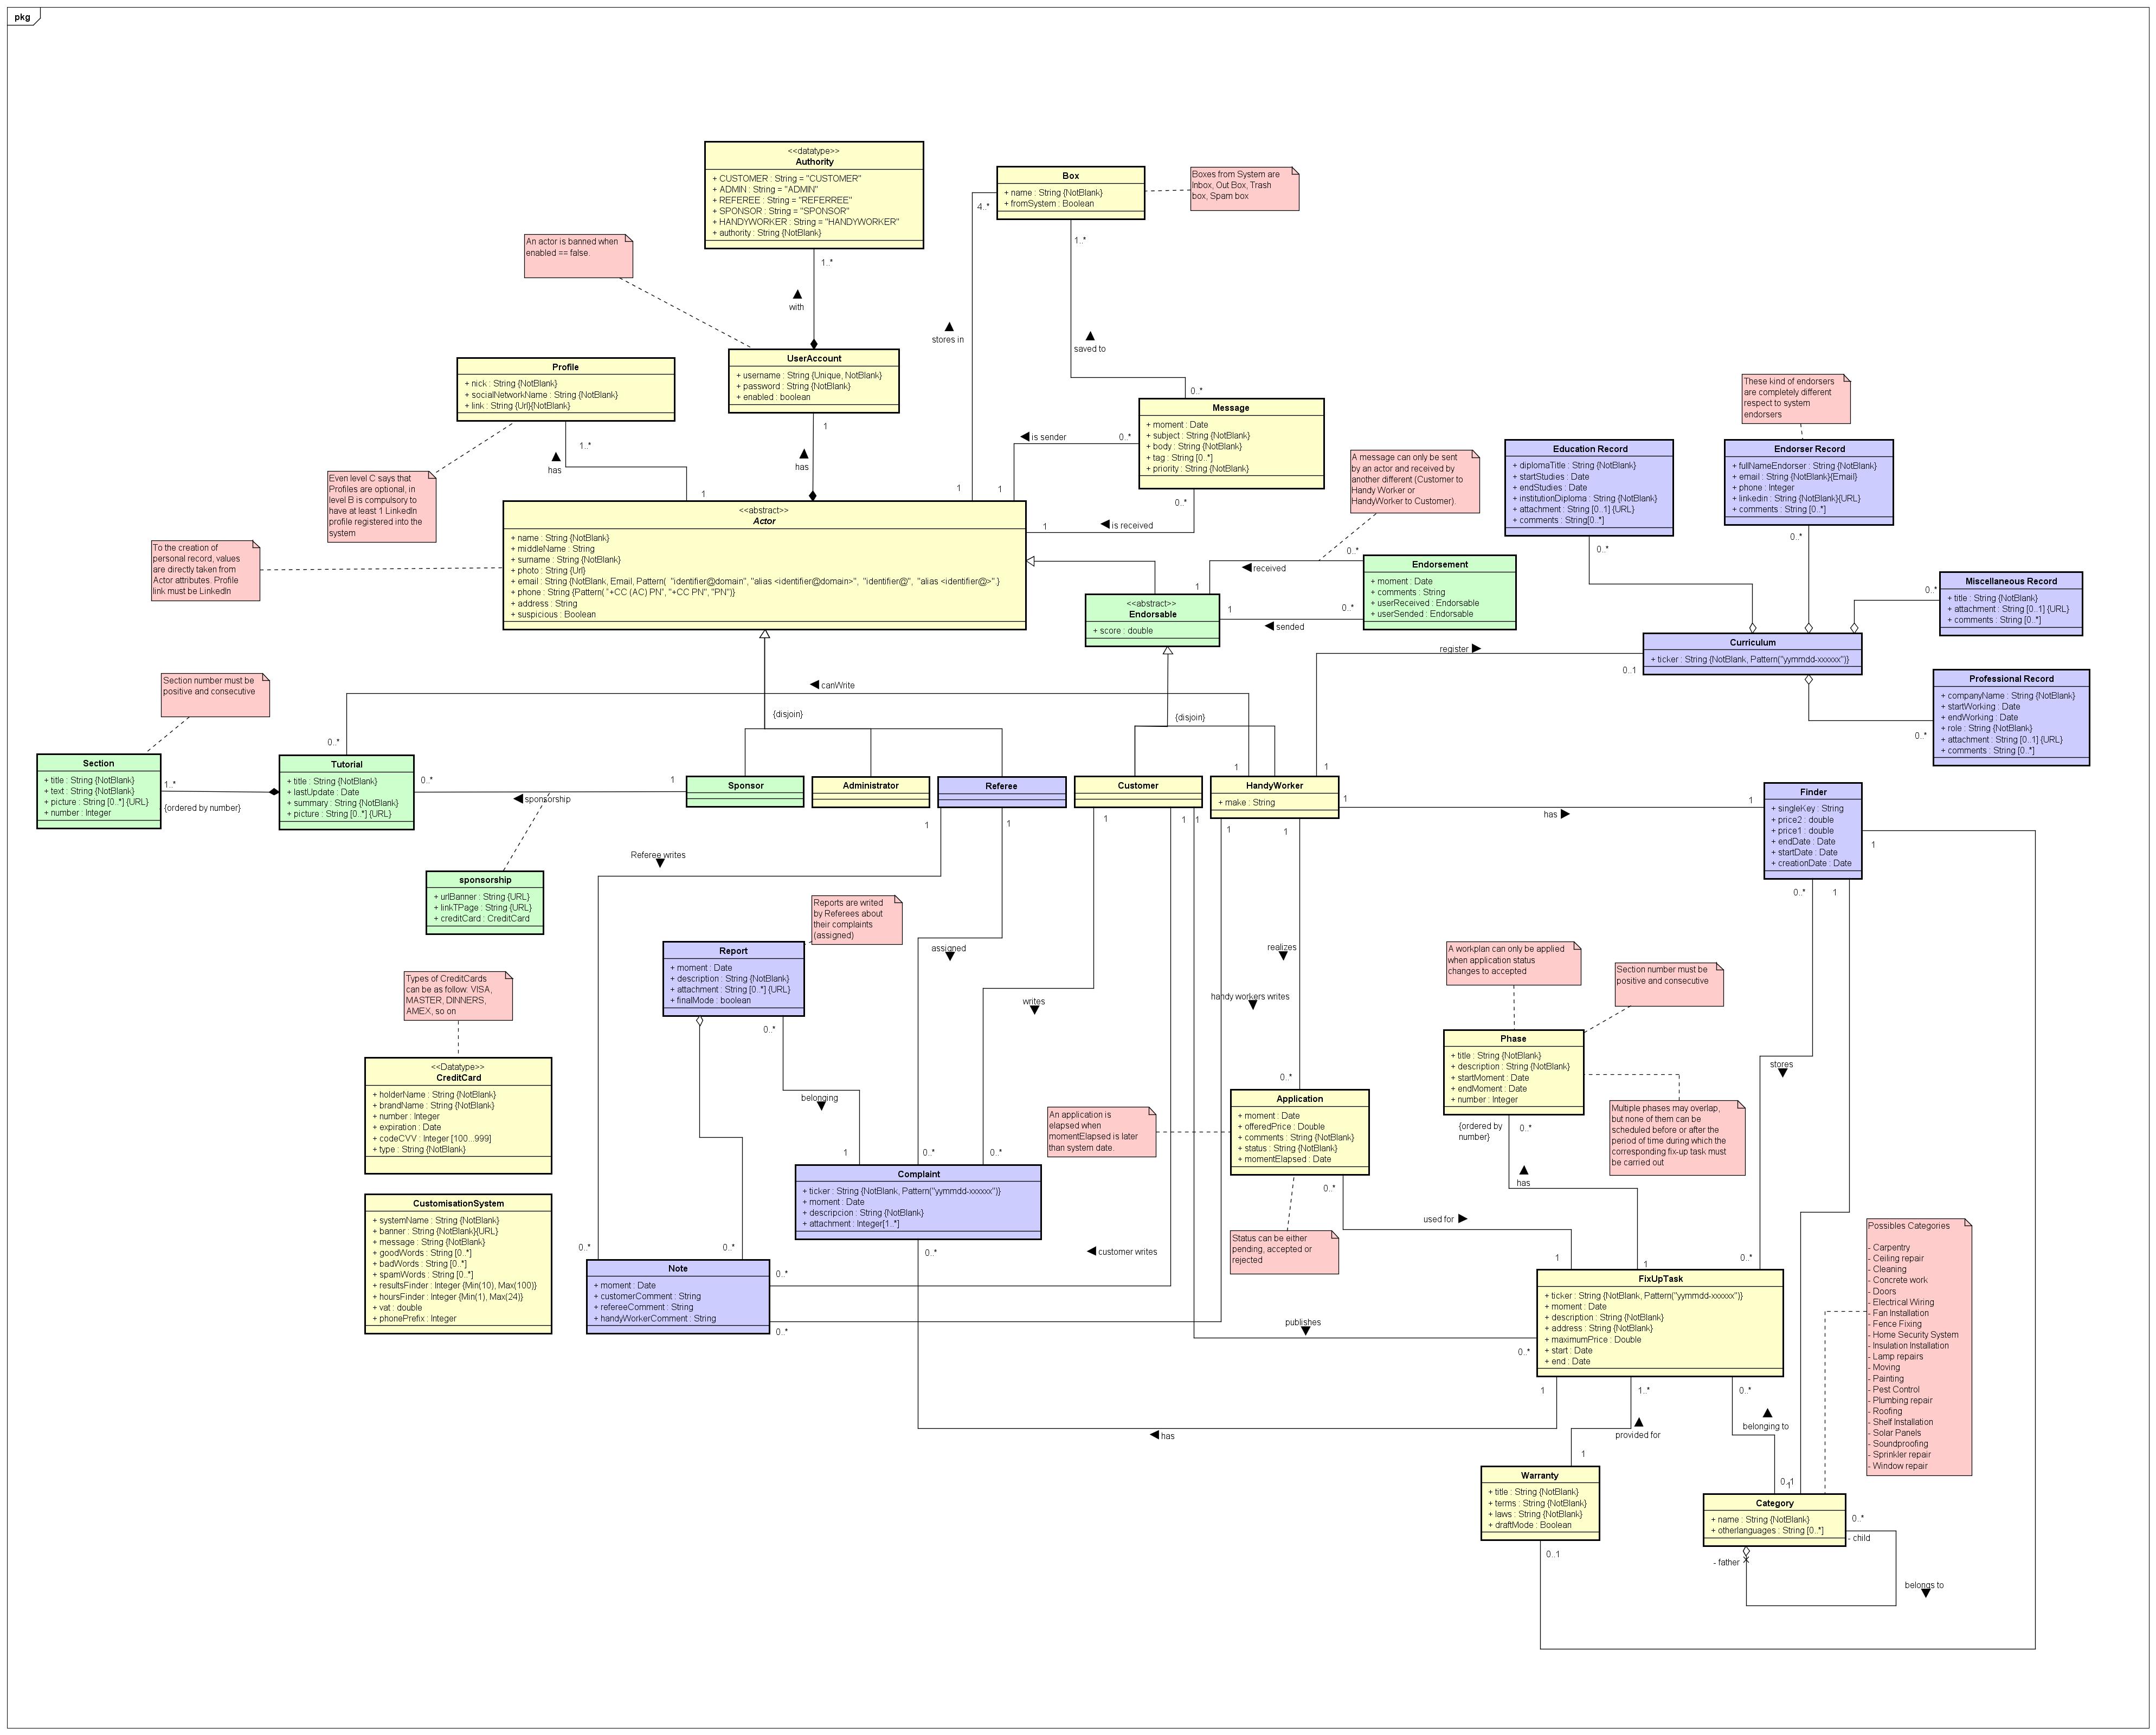 pkg
<<datatype>>
Authority
+ CUSTOMER : String = "CUSTOMER"
+ ADMIN : String = "ADMIN"
+ REFEREE : String = "REFERREE"
+ SPONSOR : String = "SPONSOR"
+ HANDYWORKER : String = "HANDYWORKER"
+ authority : String {NotBlank}
Box
+ name : String {NotBlank}
+ fromSystem : Boolean
Boxes from System are
Inbox, Out Box, Trash
box, Spam box
4..*
1..*
An actor is banned when
enabled == false.
1..*
with
stores in
saved to
UserAccount
+ username : String {Unique, NotBlank}
+ password : String {NotBlank}
+ enabled : boolean
Profile
+ nick : String {NotBlank}
+ socialNetworkName : String {NotBlank}
+ link : String {Url}{NotBlank}
0..*
Message
+ moment : Date
+ subject : String {NotBlank}
+ body : String {NotBlank}
+ tag : String [0..*]
+ priority : String {NotBlank}
These kind of endorsers
are completely different
respect to system
endorsers
1
1..*
has
has
is sender
0..*
1
1
1
0..*
is received
1
Even level C says that
Profiles are optional, in
level B is compulsory to
have at least 1 LinkedIn
profile registered into the
system
A message can only be sent
by an actor and received by
another different (Customer to
Handy Worker or
HandyWorker to Customer).
Education Record
+ diplomaTitle : String {NotBlank}
+ startStudies : Date
+ endStudies : Date
+ institutionDiploma : String {NotBlank}
+ attachment : String [0..1] {URL}
+ comments : String[0..*]
Endorser Record
+ fullNameEndorser : String {NotBlank}
+ email : String {NotBlank}{Email}
+ phone : Integer
+ linkedin : String {NotBlank}{URL}
+ comments : String [0..*]
<<abstract>>
Actor
+ name : String {NotBlank}
+ middleName : String
+ surname : String {NotBlank}
+ photo : String {Url}
+ email : String {NotBlank, Email, Pattern( "identifier@domain", "alias <identifier@domain>", "identifier@", "alias <identifier@>" }
+ phone : String {Pattern( "+CC (AC) PN", "+CC PN", "PN")}
+ address : String
+ suspicious : Boolean
To the creation of
personal record, values
are directly taken from
Actor attributes. Profile
link must be LinkedIn
0..*
0..*
0..*
received
1
Endorsement
+ moment : Date
+ comments : String
+ userReceived : Endorsable
+ userSended : Endorsable
<<abstract>>
Endorsable
+ score : double
1
0..*
sended
Miscellaneous Record
+ title : String {NotBlank}
+ attachment : String [0..1] {URL}
+ comments : String [0..*]
0..*
Curriculum
+ ticker : String {NotBlank, Pattern("yymmdd-xxxxxx")}
register
0..1
Professional Record
+ companyName : String {NotBlank}
+ startWorking : Date
+ endWorking : Date
+ role : String {NotBlank}
+ attachment : String [0..1] {URL}
+ comments : String [0..*]
0..*
Section number must be
positive and consecutive
canWrite
{disjoin}
{disjoin}
0..*
Section
+ title : String {NotBlank}
+ text : String {NotBlank}
+ picture : String [0..*] {URL}
+ number : Integer
1..*
{ordered by number}
Tutorial
+ title : String {NotBlank}
+ lastUpdate : Date
+ summary : String {NotBlank}
+ picture : String [0..*] {URL}
0..*
1
sponsorship
Sponsor
Administrator
Referee
Customer
1
1
HandyWorker
+ make : String
1
has
1
Finder
+ singleKey : String
+ price2 : double
+ price1 : double
+ endDate : Date
+ startDate : Date
+ creationDate : Date
1
1
1
1
1
1
1
1
Referee writes
sponsorship
+ urlBanner : String {URL}
+ linkTPage : String {URL}
+ creditCard : CreditCard
0..*
1
Reports are writed
by Referees about
their complaints
(assigned)
Report
+ moment : Date
+ description : String {NotBlank}
+ attachment : String [0..*] {URL}
+ finalMode : boolean
assigned
realizes
A workplan can only be applied
when application status
changes to accepted
Section number must be
positive and consecutive
Types of CreditCards
can be as follow. VISA,
MASTER, DINNERS,
AMEX, so on
writes
handy workers writes
0..*
Phase
+ title : String {NotBlank}
+ description : String {NotBlank}
+ startMoment : Date
+ endMoment : Date
+ number : Integer
stores
<<Datatype>>
CreditCard
+ holderName : String {NotBlank}
+ brandName : String {NotBlank}
+ number : Integer
+ expiration : Date
+ codeCVV : Integer [100...999]
+ type : String {NotBlank}
belonging
0..*
An application is
elapsed when
momentElapsed is later
than system date.
Application
+ moment : Date
+ offeredPrice : Double
+ comments : String {NotBlank}
+ status : String {NotBlank}
+ momentElapsed : Date
{ordered by
number}
0..*
Multiple phases may overlap,
but none of them can be
scheduled before or after the
period of time during which the
corresponding fix-up task must
be carried out
1
0..*
0..*
Complaint
+ ticker : String {NotBlank, Pattern("yymmdd-xxxxxx")}
+ moment : Date
+ descripcion : String {NotBlank}
+ attachment : Integer[1..*]
has
0..*
used for
CustomisationSystem
+ systemName : String {NotBlank}
+ banner : String {NotBlank}{URL}
+ message : String {NotBlank}
+ goodWords : String [0..*]
+ badWords : String [0..*]
+ spamWords : String [0..*]
+ resultsFinder : Integer {Min(10), Max(100)}
+ hoursFinder : Integer {Min(1), Max(24)}
+ vat : double
+ phonePrefix : Integer
0..*
0..*
0..*
customer writes
Status can be either
pending, accepted or
rejected
1
1
0..*
Note
+ moment : Date
+ customerComment : String
+ refereeComment : String
+ handyWorkerComment : String
0..*
0..*
publishes
0..*
FixUpTask
+ ticker : String {NotBlank, Pattern("yymmdd-xxxxxx")}
+ moment : Date
+ description : String {NotBlank}
+ address : String {NotBlank}
+ maximumPrice : Double
+ start : Date
+ end : Date
Possibles Categories
- Carpentry
- Ceiling repair
- Cleaning
- Concrete work
- Doors
- Electrical Wiring
- Fan Installation
- Fence Fixing
- Home Security System
- Insulation Installation
- Lamp repairs
- Moving
- Painting
- Pest Control
- Plumbing repair
- Roofing
- Shelf Installation
- Solar Panels
- Soundproofing
- Sprinkler repair
- Window repair
1
1..*
0..*
has
provided for
belonging to
1
Warranty
+ title : String {NotBlank}
+ terms : String {NotBlank}
+ laws : String {NotBlank}
+ draftMode : Boolean
0..1
Category
+ name : String {NotBlank}
+ otherlanguages : String [0..*]
0..*
- child
- father
belongs to